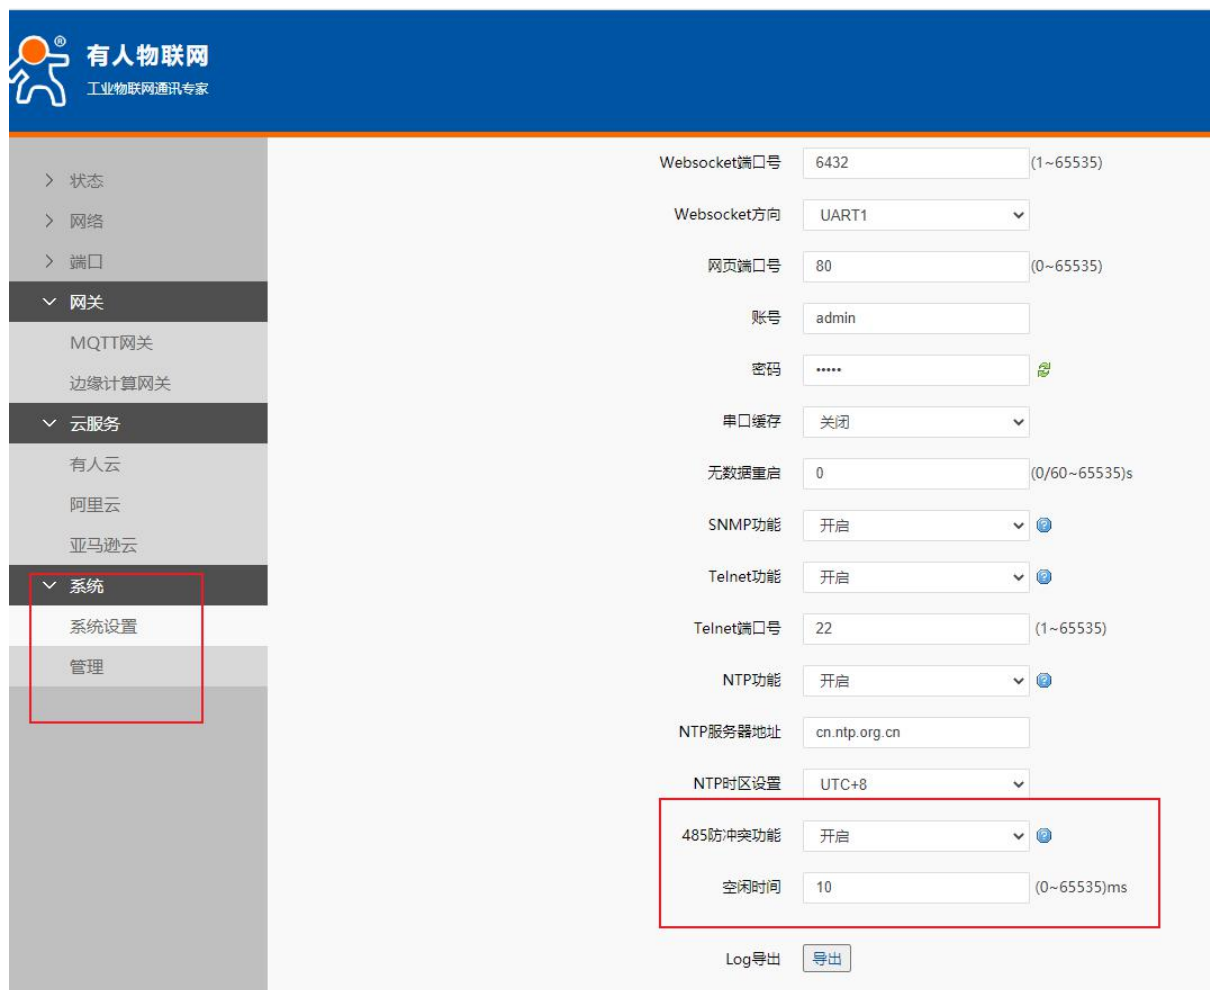 ®
有人物联网
工业物联网通讯专家
状态
网络
端口
网关
MQTT网关
边缘计算网关
云服务
有人云
阿里云
亚马逊云
系统
系统设置
管理
Websocket端口号 6432 (1~65535)
Websocket方向 UART1
网页端口号 80 (0~65535)
账号 admin
密码 •••••
串口缓存 关闭
无数据重启 0 (0/60~65535)s
SNMP功能 开启 ?
Telnet功能 开启 ?
Telnet端口号 22 (1~65535)
NTP功能 开启 ?
NTP服务器地址 cn.ntp.org.cn
NTP时区设置 UTC+8
485防冲突功能 开启 ?
空闲时间 10 (0~65535)ms
Log导出 导出